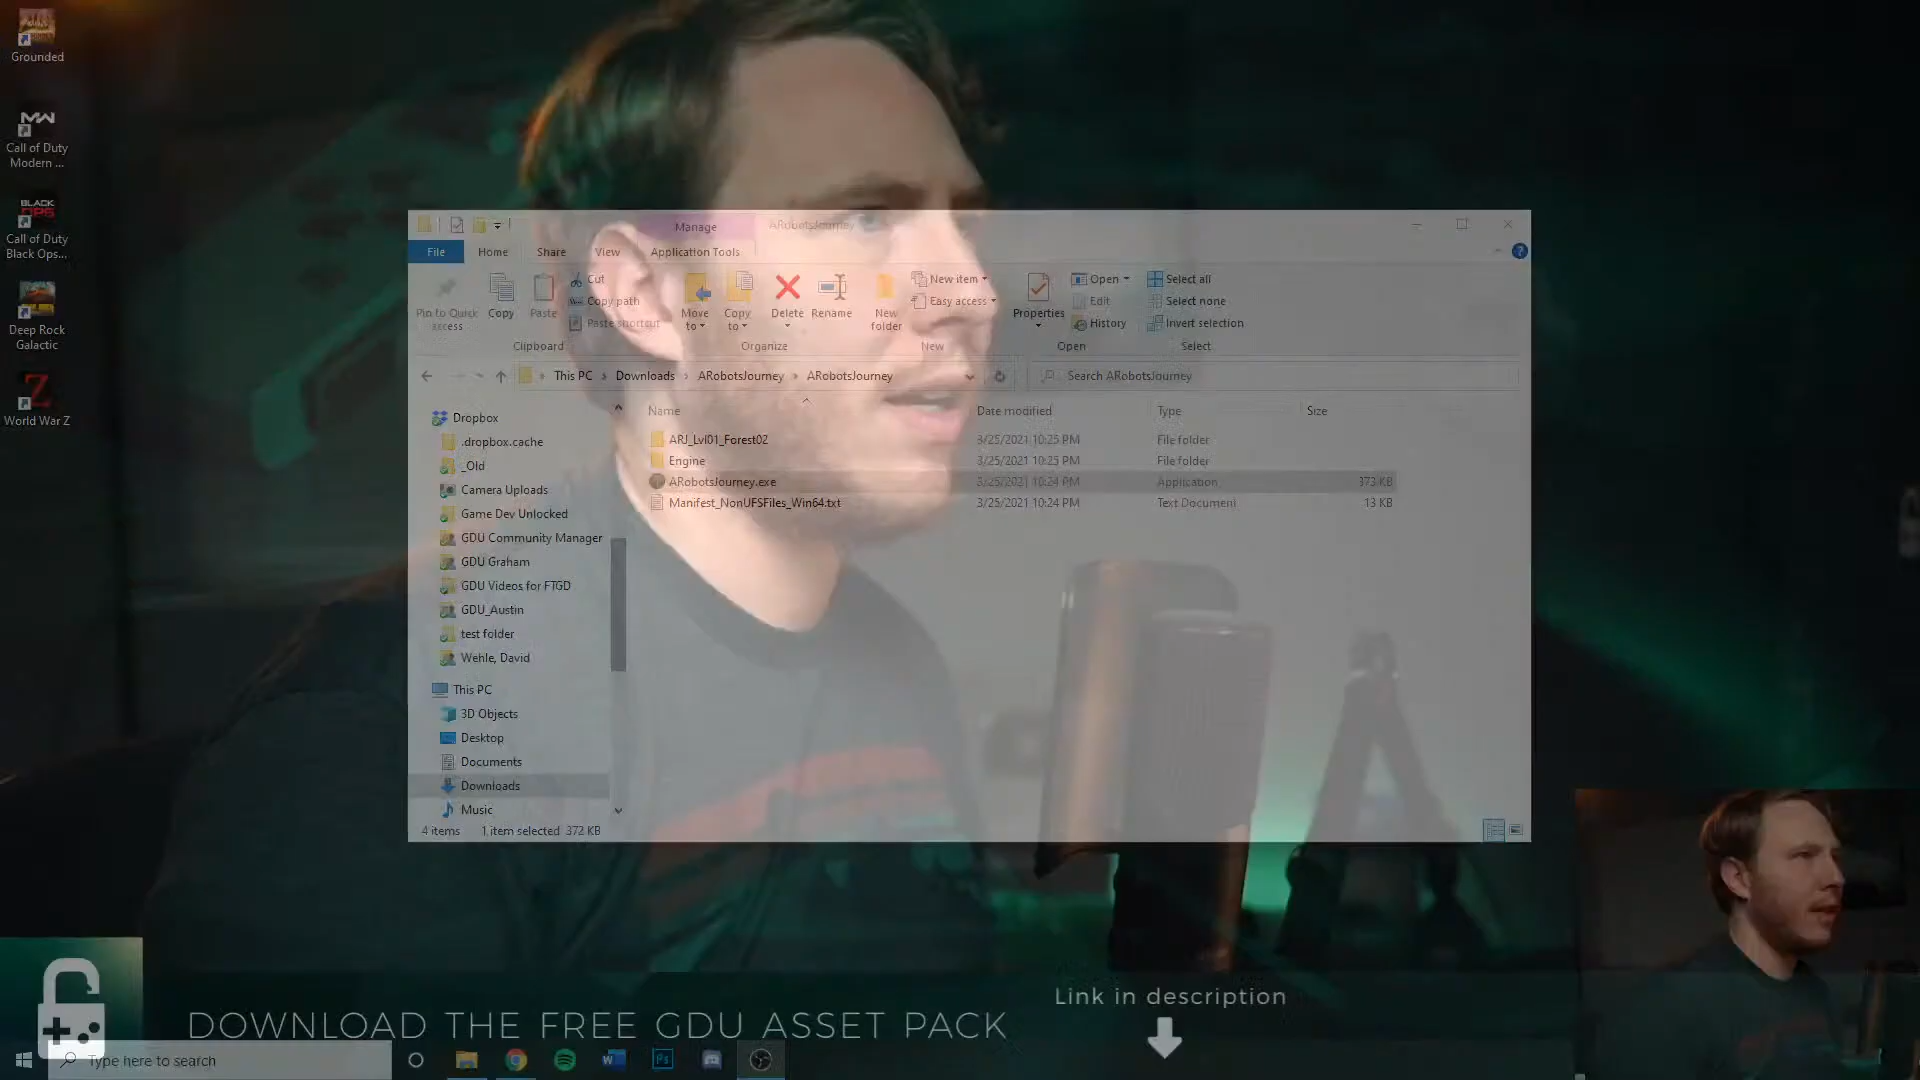 Grounded
Call of Duty
Modern ...
Call of Duty
Black Ops...
Deep Rock
Galactic
World War Z
Manage
ARobotsJourney
File
Home
Share
View
Application Tools
Pin to Quick
access
Copy
Paste
Cut
Copy path
Paste shortcut
Move
to
Copy
to
Delete
Rename
New
folder
New item
Easy access
Properties
Open
Edit
History
Select all
Select none
Invert selection
Clipboard
Organize
New
Open
Select
This PC
Downloads
ARobotsJourney
ARobotsJourney
Search ARobotsJourney
Name
Date modified
Type
Size
ARJ_Lvl01_Forest02
3/25/2021 10:25 PM
File folder
Engine
3/25/2021 10:25 PM
File folder
ARobotsJourney.exe
3/25/2021 10:24 PM
Application
373 KB
Manifest_NonUFSFiles_Win64.txt
3/25/2021 10:24 PM
Text Document
13 KB
Dropbox
.dropbox.cache
_Old
Camera Uploads
Game Dev Unlocked
GDU Community Manager
GDU Graham
GDU Videos for FTGD
GDU_Austin
test folder
Wehle, David
This PC
3D Objects
Desktop
Documents
Downloads
Music
4 items
1 item selected 372 KB
DOWNLOAD THE FREE GDU ASSET PACK
Link in description
Type here to search